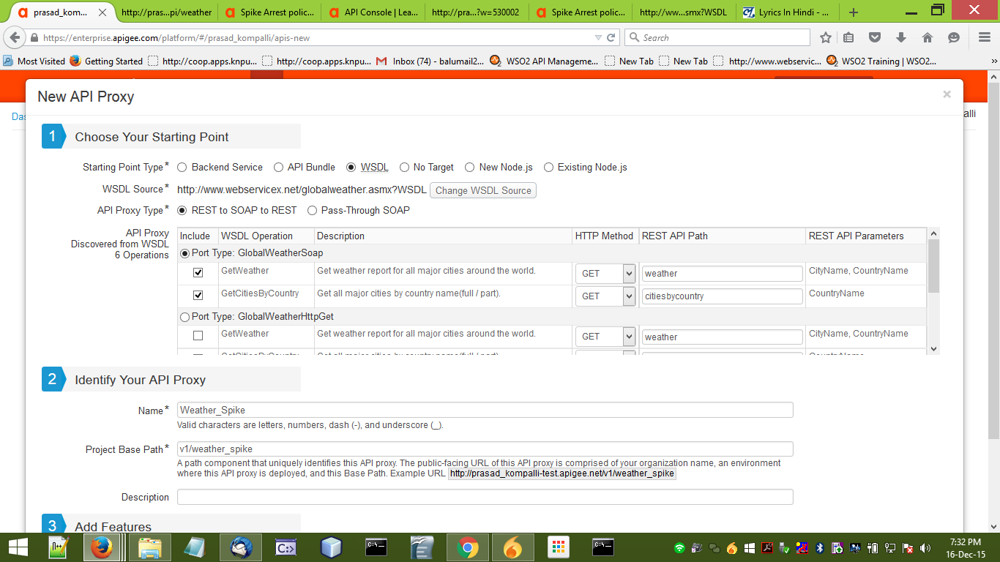 prasad_kom...
http://pras...pi/weather
Spike Arrest polic...
API Console | Lea...
http://pra...?w=530002
Spike Arrest polic...
http://ww...smx?WSDL
Lyrics In Hindi - ...
https://enterprise.apigee.com/platform/#/prasad_kompalli/apis-new
Search
Most Visited
Getting Started
http://coop.apps.knpu...
http://coop.apps.knpu...
Inbox (74) - balumail2...
WSO2 API Manageme...
New Tab
New Tab
http://www.webservic...
WSO2 Training | WSO2...
Das
alli
New API Proxy
1 Choose Your Starting Point
Starting Point Type* Backend Service API Bundle WSDL No Target New Node.js Existing Node.js
WSDL Source* http://www.webservicex.net/globalweather.asmx?WSDL Change WSDL Source
API Proxy Type* REST to SOAP to REST Pass-Through SOAP
API Proxy
Discovered from WSDL
6 Operations
Include WSDL Operation Description HTTP Method REST API Path REST API Parameters
Port Type: GlobalWeatherSoap
GetWeather Get weather report for all major cities around the world. GET weather CityName, CountryName
GetCitiesByCountry Get all major cities by country name(full / part). GET citiesbycountry CountryName
Port Type: GlobalWeatherHttpGet
GetWeather Get weather report for all major cities around the world. GET weather CityName, CountryName
GetCitiesByCountry Get all major cities by country name(full / part). CountryName
2 Identify Your API Proxy
Name* Weather_Spike
Valid characters are letters, numbers, dash (-), and underscore (_).
Project Base Path* v1/weather_spike
A path component that uniquely identifies this API proxy. The public-facing URL of this API proxy is comprised of your organization name, an environment
where this API proxy is deployed, and this Base Path. Example URL http://prasad_kompalli-test.apigee.net/v1/weather_spike
Description
3 Add Features
7:32 PM
16-Dec-15